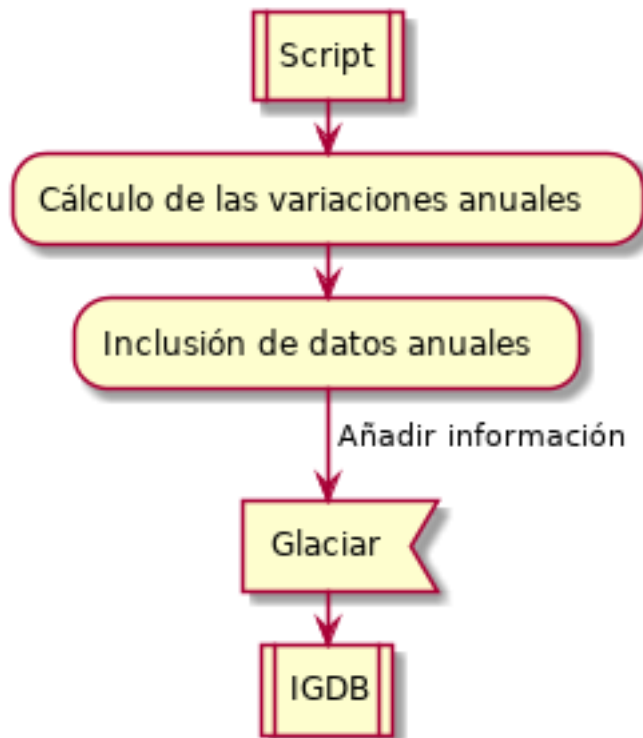 Script
Cálculo de las variaciones anuales
Inclusión de datos anuales
Añadir información
Glaciar
IGDB